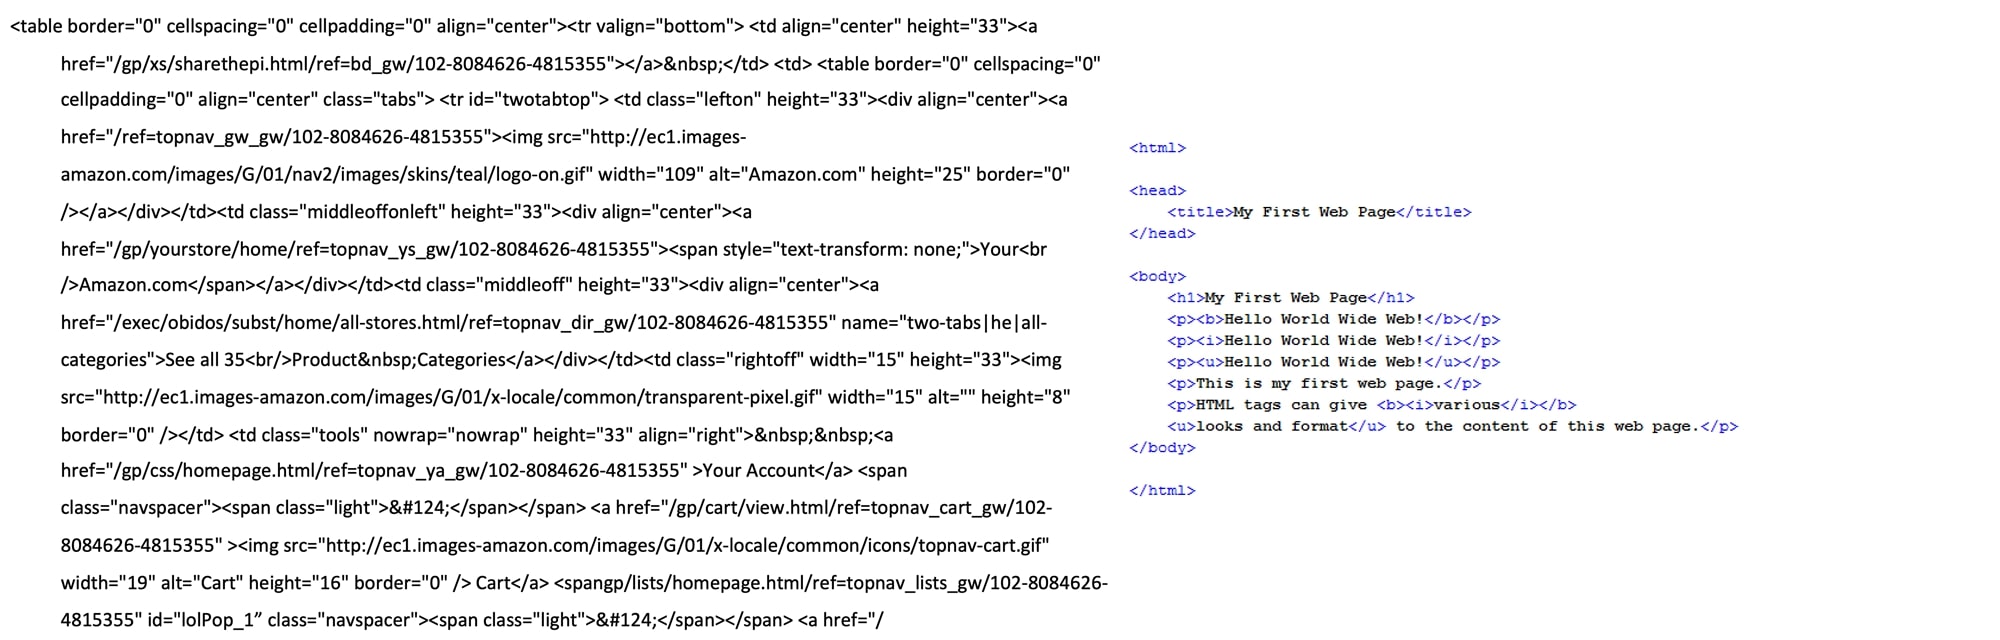 <table border="0" cellspacing="0" cellpadding="0" align="center"><tr valign="bottom"> <td align="center" height="33"><a
href="/gp/xs/sharethepi.html/ref=bd_gw/102-8084626-4815355"></a>&nbsp;</td> <td> <table border="0" cellspacing="0"
cellpadding="0" align="center" class="tabs"> <tr id="twotabtop"> <td class="lefton" height="33"><div align="center"><a
href="/ref=topnav_gw_gw/102-8084626-4815355"><img src="http://ec1.images-
amazon.com/images/G/01/nav2/images/skins/teal/logo-on.gif" width="109" alt="Amazon.com" height="25" border="0"
/></a></div></td><td class="middleoffonleft" height="33"><div align="center"><a
href="/gp/yourstore/home/ref=topnav_ys_gw/102-8084626-4815355"><span style="text-transform: none;">Your<br
/>Amazon.com</span></a></div></td><td class="middleoff" height="33"><div align="center"><a
href="/exec/obidos/subst/home/all-stores.html/ref=topnav_dir_gw/102-8084626-4815355" name="two-tabs|he|all-
categories">See all 35<br/>Product&nbsp;Categories</a></div></td><td class="rightoff" width="15" height="33"><img
src="http://ec1.images-amazon.com/images/G/01/x-locale/common/transparent-pixel.gif" width="15" alt="" height="8"
border="0" /></td> <td class="tools" nowrap="nowrap" height="33" align="right">&nbsp;&nbsp;<a
href="/gp/css/homepage.html/ref=topnav_ya_gw/102-8084626-4815355" >Your Account</a> <span
class="navspacer"><span class="light">&#124;</span></span> <a href="/gp/cart/view.html/ref=topnav_cart_gw/102-
8084626-4815355" ><img src="http://ec1.images-amazon.com/images/G/01/x-locale/common/icons/topnav-cart.gif"
width="19" alt="Cart" height="16" border="0" /> Cart</a> <spangp/lists/homepage.html/ref=topnav_lists_gw/102-8084626-
4815355" id="lolPop_1” class="navspacer"><span class="light">&#124;</span></span> <a href="/
<html>
<head>
<title>My First Web Page</title>
</head>
<body>
<h1>My First Web Page</h1>
<p><b>Hello World Wide Web!</b></p>
<p><i>Hello World Wide Web!</i></p>
<p><u>Hello World Wide Web!</u></p>
<p>This is my first web page.</p>
<p>HTML tags can give <b><i>various</i></b>
<u>looks and format</u> to the content of this web page.</p>
</body>
</html>